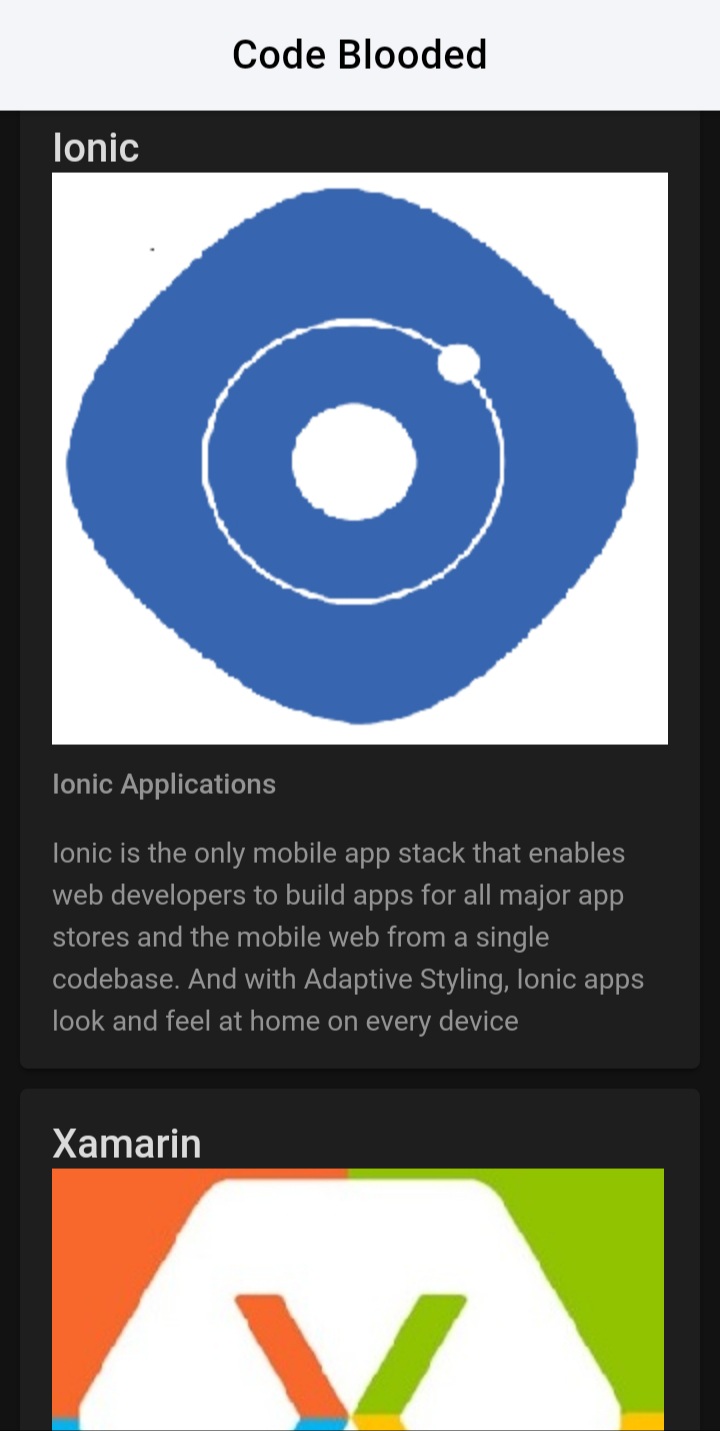 Code Blooded
Ionic
Ionic Applications
Ionic is the only mobile app stack that enables
web developers to build apps for all major app
stores and the mobile web from a single
codebase. And with Adaptive Styling, Ionic apps
look and feel at home on every device
Xamarin